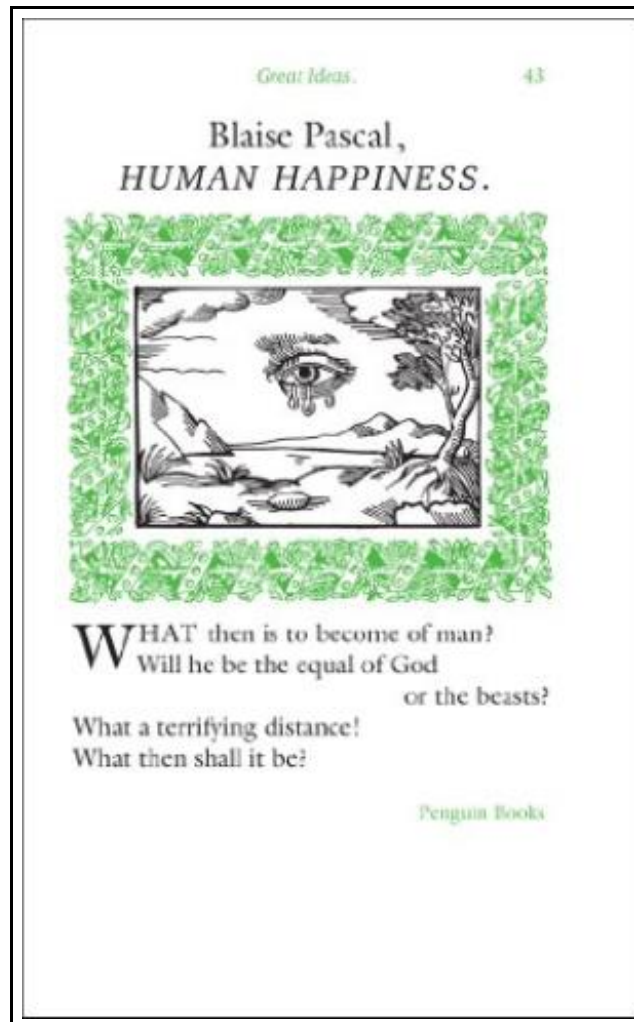 Great Ideas. 43
Blaise Pascal,
HUMAN HAPPINESS.
WHAT then is to become of man?
Will he be the equal of God
or the beasts?
What a terrifying distance!
What then shall it be?
Penguin Books